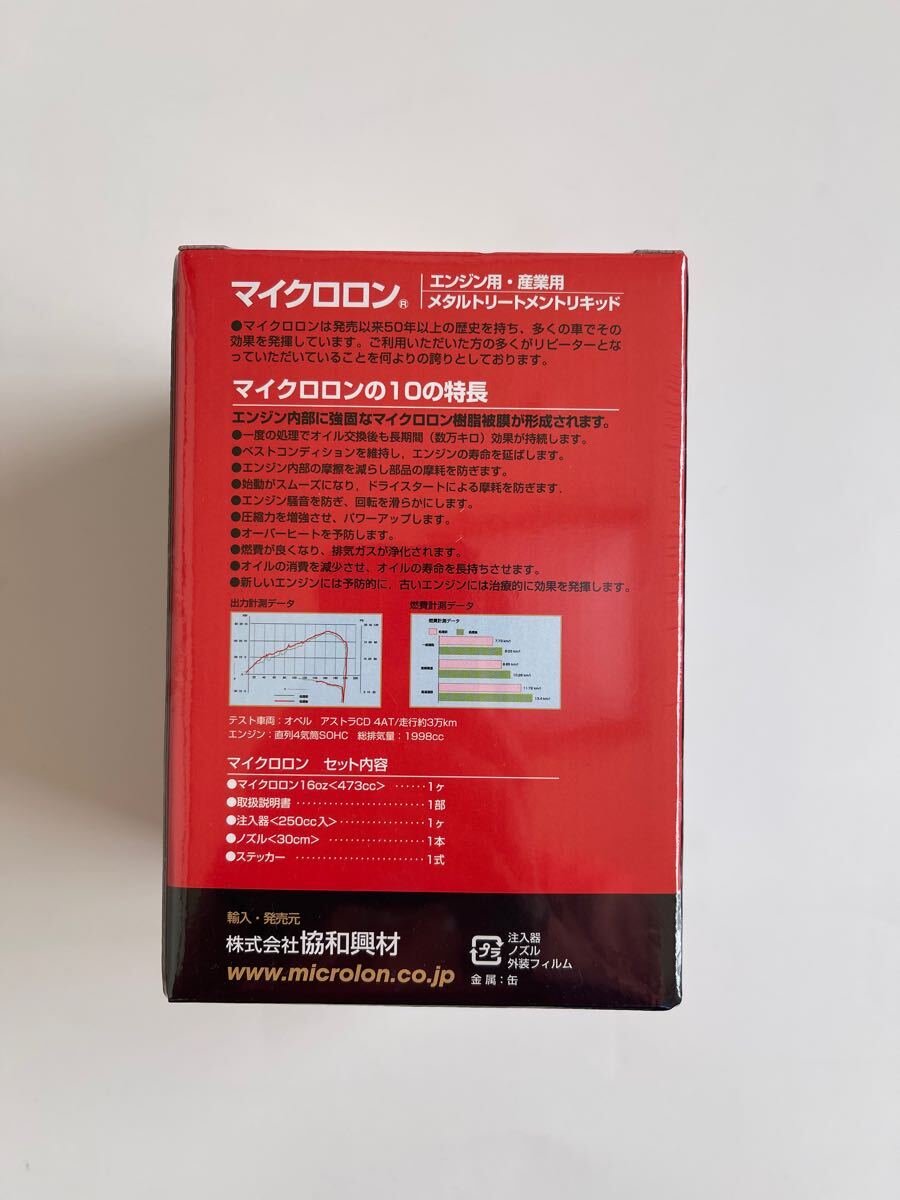 マイクロロン®
エンジン用・産業用
メタルトリートメントリキッド
●マイクロロンは発売以来50年以上の歴史を持ち、多くの車でその
効果を発揮しています。ご利用いただいた方の多くがリピーターとな
っていただいていることを何よりの誇りとしております。
マイクロロンの10の特長
エンジン内部に強固なマイクロロン樹脂被膜が形成されます。
●一度の処理でオイル交換後も長期間（数万キロ）効果が持続します。
●ベストコンディションを維持し、エンジンの寿命を延ばします。
●エンジン内部の摩擦を減らし部品の摩耗を防ぎます。
●始動がスムーズになり、ドライスタートによる摩耗を防ぎます.
●エンジン騒音を防ぎ、回転を滑らかにします。
●圧縮力を増強させ、パワーアップします。
●オーバーヒートを予防します。
●燃費が良くなり、排気ガスが浄化されます。
●オイルの消費を減少させ、オイルの寿命を長持ちさせます。
●新しいエンジンには予防的に、古いエンジンには治療的に効果を発揮します。
出力計測データ
燃費計測データ
燃費計測データ
7.73 km/l
11.78 km/l
13.4 km/l
テスト車両：オペル アストラCD 4AT/走行約3万km
エンジン：直列4気筒SOHC 総排気量：1998cc
マイクロロン セット内容
●マイクロロン16oz<473cc> ……1ヶ
●取扱説明書 ……………………1部
●注入器<250cc入>……………1ヶ
●ノズル<30cm> ………………1本
●ステッカー ……………………1式
輸入・発売元
株式会社協和興材
www.microlon.co.jp
プラ
注入器
ノズル
外装フィルム
金属：缶